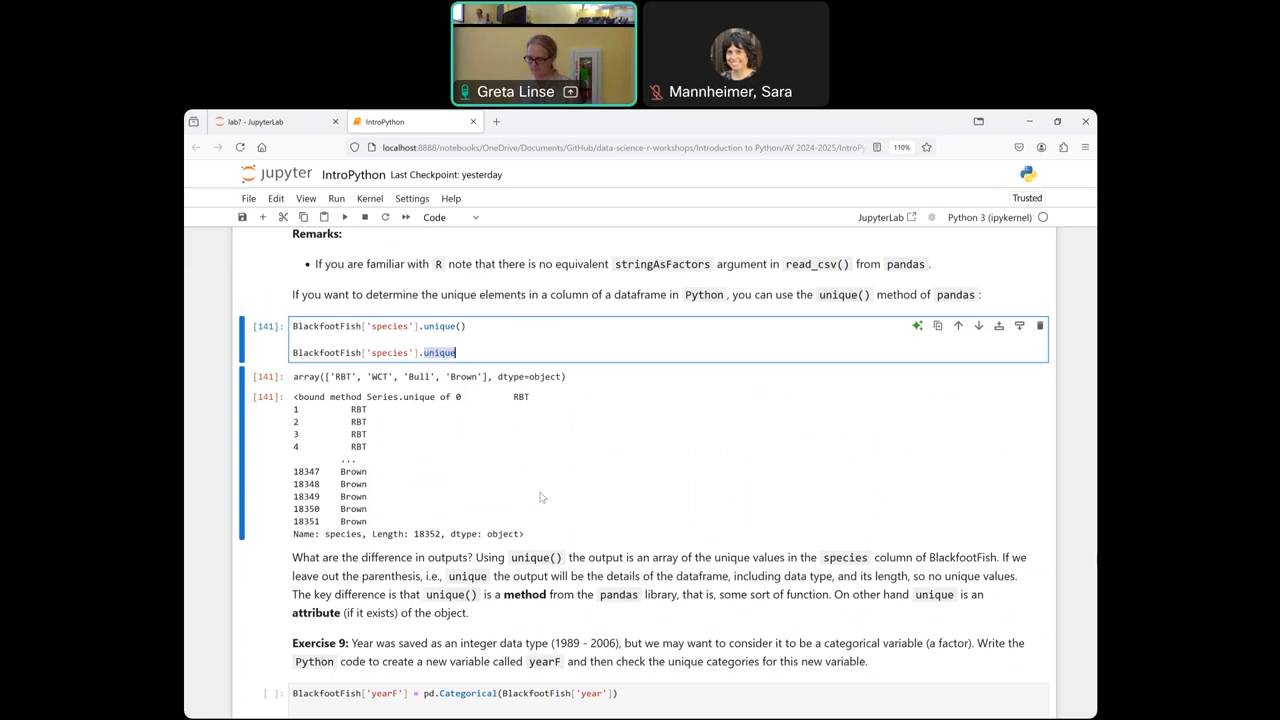 Greta Linse
Mannheimer, Sara
lab? - JupyterLab
IntroPython
localhost:8888/notebooks/OneDrive/Documents/GitHub/data-science-r-workshops/Introduction to Python/AY 2024-2025/IntroPy
110%
jupyter IntroPython Last Checkpoint: yesterday
File Edit View Run Kernel Settings Help
Trusted
Code
JupyterLab
Python 3 (ipykernel)
Remarks:
• If you are familiar with R note that there is no equivalent stringAsFactors argument in read_csv() from pandas.
If you want to determine the unique elements in a column of a dataframe in Python, you can use the unique() method of pandas:
[141]: BlackfootFish['species'].unique()
BlackfootFish['species'].unique
[141]: array(['RBT', 'WCT', 'Bull', 'Brown'], dtype=object)
[141]: <bound method Series.unique of 0 RBT
1 RBT
2 RBT
3 RBT
4 RBT
...
18347 Brown
18348 Brown
18349 Brown
18350 Brown
18351 Brown
Name: species, Length: 18352, dtype: object>
What are the difference in outputs? Using unique() the output is an array of the unique values in the species column of BlackfootFish. If we
leave out the parenthesis, i.e., unique the output will be the details of the dataframe, including data type, and its length, so no unique values.
The key difference is that unique() is a method from the pandas library, that is, some sort of function. On other hand unique is an
attribute (if it exists) of the object.
Exercise 9: Year was saved as an integer data type (1989 - 2006), but we may want to consider it to be a categorical variable (a factor). Write the
Python code to create a new variable called yearF and then check the unique categories for this new variable.
[ ]: BlackfootFish['yearF'] = pd.Categorical(BlackfootFish['year'])